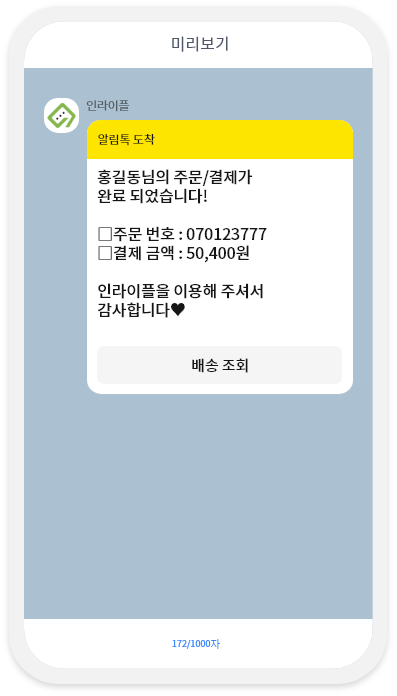 미리보기
인라이플
알림톡 도착
홍길동님의 주문/결제가
완료 되었습니다!
□주문 번호 : 070123777
□결제 금액 : 50,400원
인라이플을 이용해 주셔서
감사합니다♥
배송 조회
172/1000자